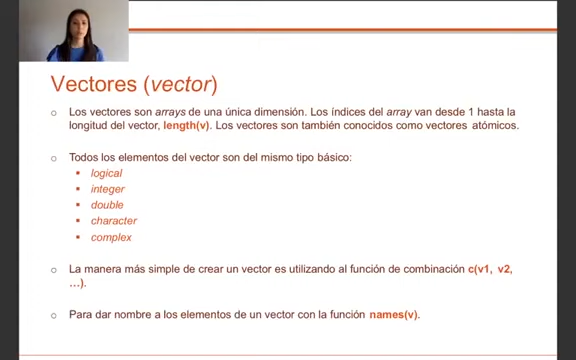 Vectores (vector)
Los vectores son arrays de una única dimensión. Los índices del array van desde 1 hasta la
longitud del vector, length(v). Los vectores son también conocidos como vectores atómicos.
Todos los elementos del vector son del mismo tipo básico:
logical
integer
double
character
complex
La manera más simple de crear un vector es utilizando al función de combinación c(v1, v2,
…).
Para dar nombre a los elementos de un vector con la función names(v).